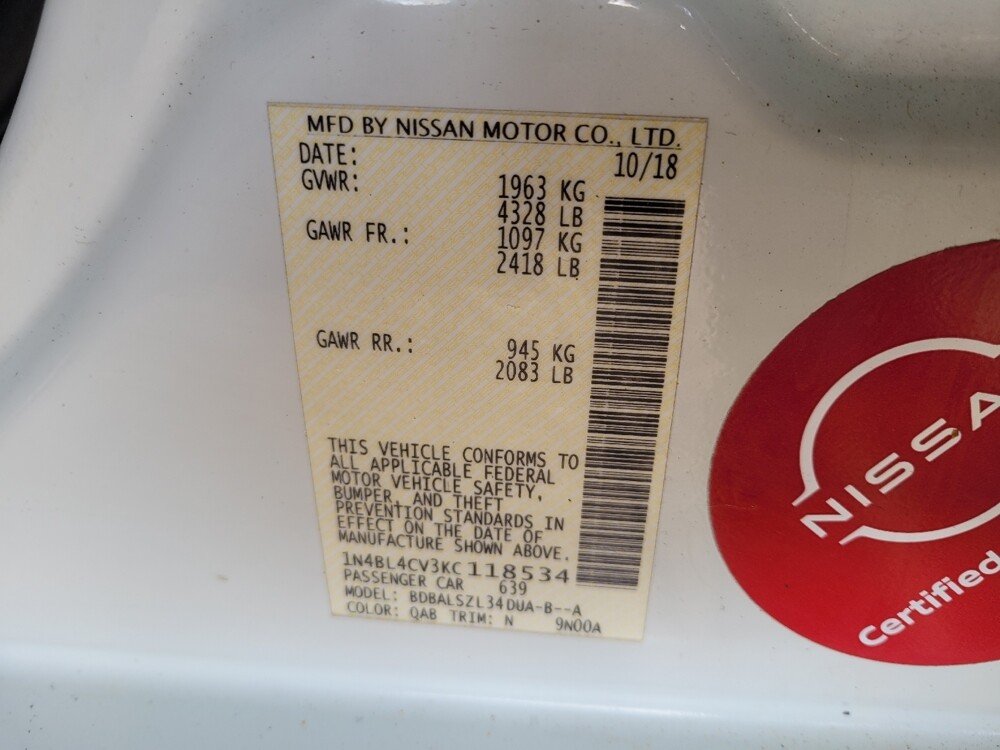 MFD BY NISSAN MOTOR CO., LTD.
DATE: 10/18
GVWR: 1963 KG
4328 LB
GAWR FR.: 1097 KG
2418 LB
GAWR RR.: 945 KG
2083 LB
THIS VEHICLE CONFORMS TO
ALL APPLICABLE FEDERAL
MOTOR VEHICLE SAFETY,
BUMPER, AND THEFT
PREVENTION STANDARDS IN
EFFECT ON THE DATE OF
MANUFACTURE SHOWN ABOVE.
1N4BL4CV3KC118534
PASSENGER CAR 639
MODEL: BDBALSZL34DUA-B--A
COLOR: QAB TRIM: N 9N00A
NISSA
Certified